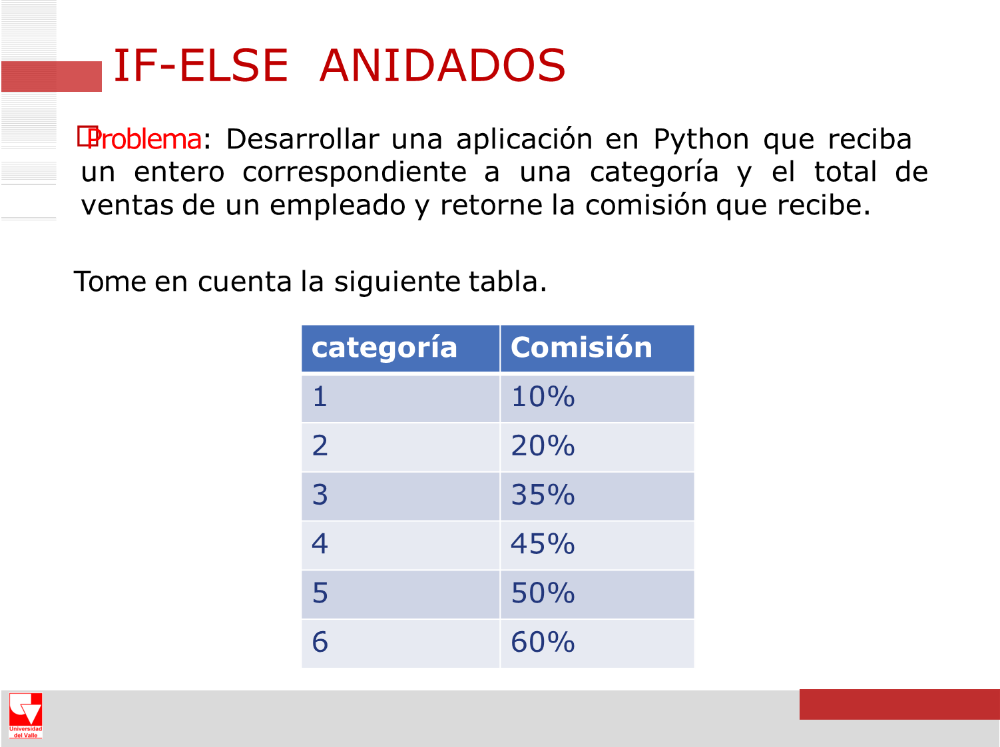 IF-ELSE ANIDADOS
Problema: Desarrollar una aplicación en Python que reciba
un entero correspondiente a una categoría y el total de
ventas de un empleado y retorne la comisión que recibe.
Tome en cuenta la siguiente tabla.
categoría Comisión
1 10%
2 20%
3 35%
4 45%
5 50%
6 60%
Universidad
del Valle